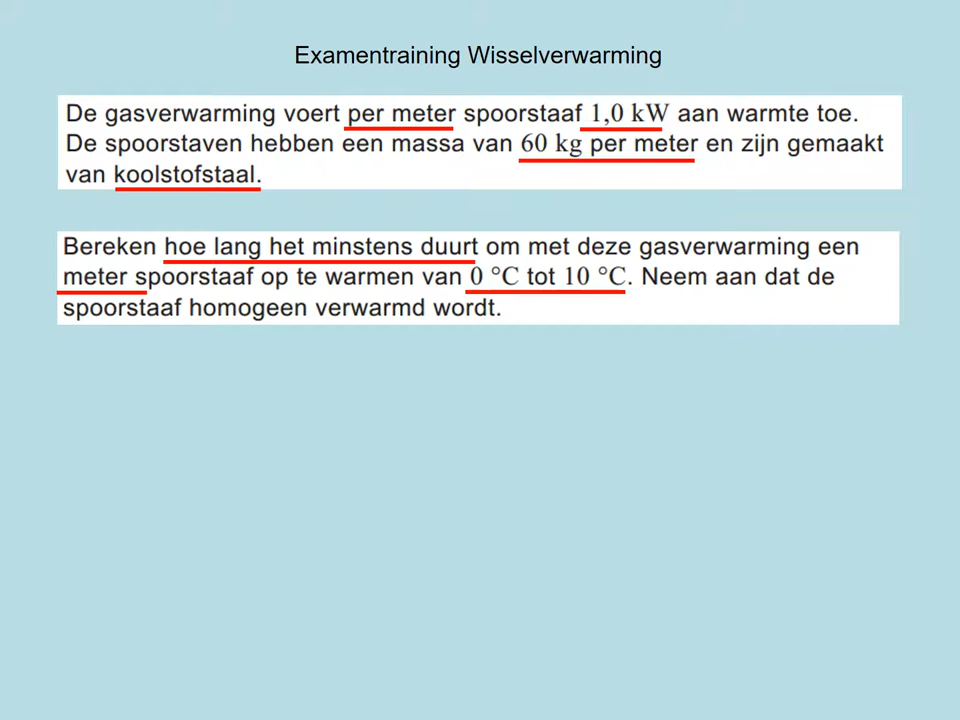 Examentraining Wisselverwarming
De gasverwarming voert per meter spoorstaaf 1,0 kW aan warmte toe.
De spoorstaven hebben een massa van 60 kg per meter en zijn gemaakt
van koolstofstaal.
Bereken hoe lang het minstens duurt om met deze gasverwarming een
meter spoorstaaf op te warmen van 0 °C tot 10 °C. Neem aan dat de
spoorstaaf homogeen verwarmd wordt.